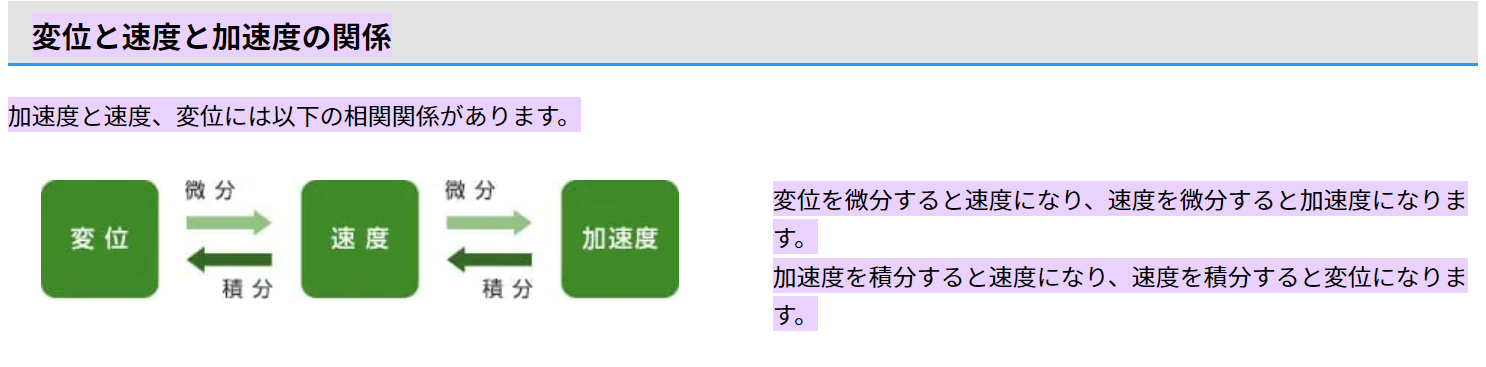 変位と速度と加速度の関係
加速度と速度、変位には以下の相関関係があります。
微分
微分
変位
速度
加速度
積分
積分
変位を微分すると速度になり、速度を微分すると加速度になりま
す。
加速度を積分すると速度になり、速度を積分すると変位になりま
す。